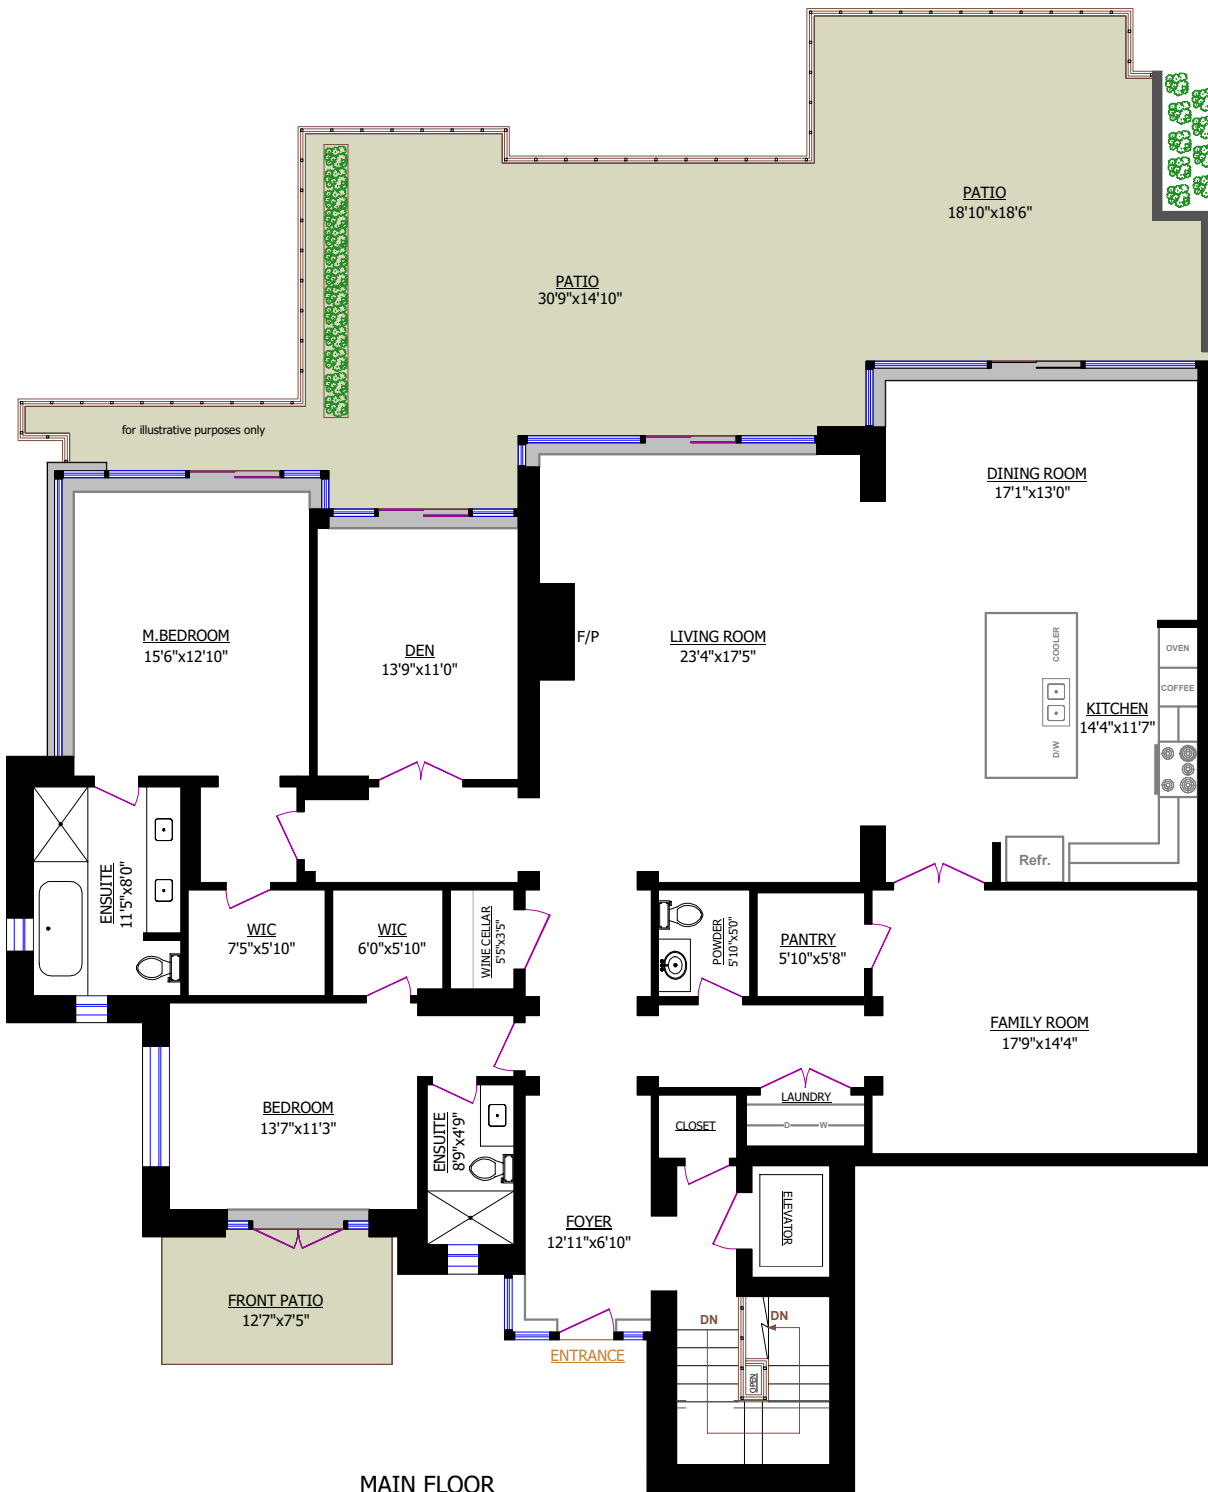 PATIO
18'10"x18'6"
PATIO
30'9"x14'10"
for illustrative purposes only
DINING ROOM
17'1"x13'0"
M.BEDROOM
15'6"x12'10"
DEN
13'9"x11'0"
F/P
LIVING ROOM
23'4"x17'5"
COOLER
D/W
OVEN
COFFEE
KITCHEN
14'4"x11'7"
Refr.
ENSUITE
11'5"x8'0"
WIC
7'5"x5'10"
WIC
6'0"x5'10"
WINE CELLAR
5'5"x3'5"
POWDER
5'10"x5'0"
PANTRY
5'10"x5'8"
FAMILY ROOM
17'9"x14'4"
BEDROOM
13'7"x11'3"
ENSUITE
8'9"x4'9"
CLOSET
LAUNDRY
D W
ELEVATOR
FOYER
12'11"x6'10"
FRONT PATIO
12'7"x7'5"
DN
DN
OPEN
ENTRANCE
MAIN FLOOR